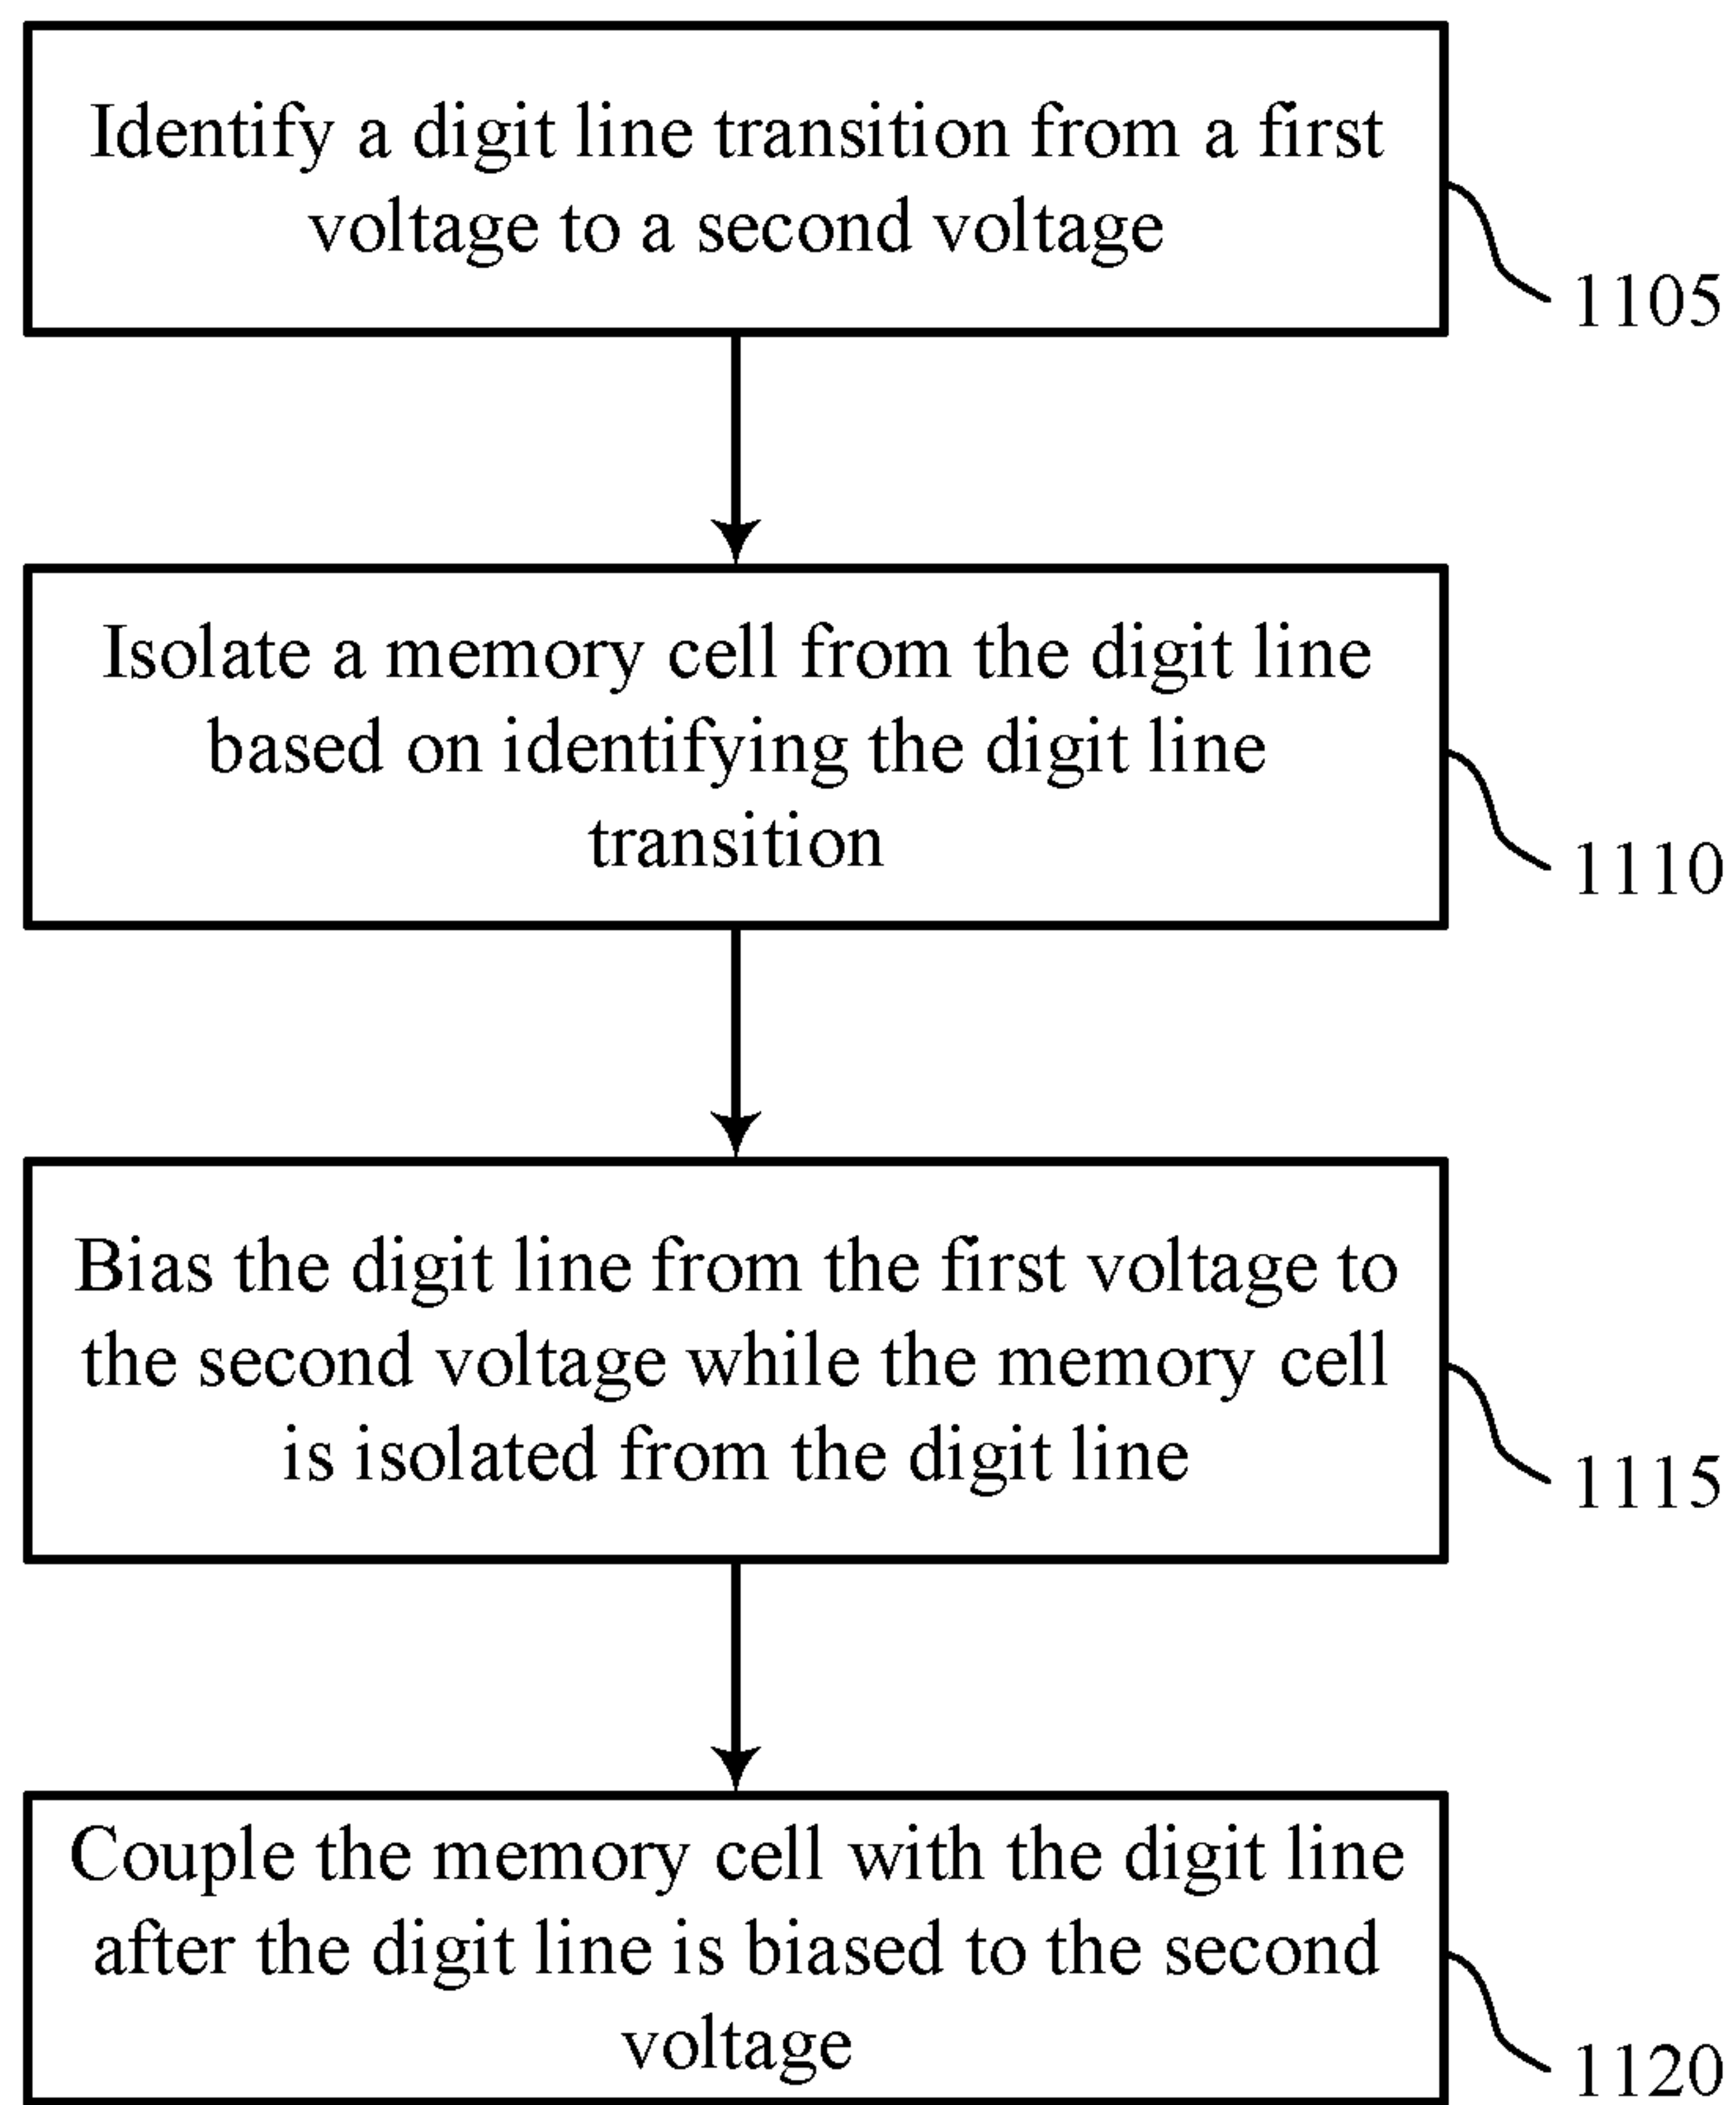 Identify a digit line transition from a first
voltage to a second voltage
1105
Isolate a memory cell from the digit line
based on identifying the digit line
transition
1110
Bias the digit line from the first voltage to
the second voltage while the memory cell
is isolated from the digit line
1115
Couple the memory cell with the digit line
after the digit line is biased to the second
voltage
1120